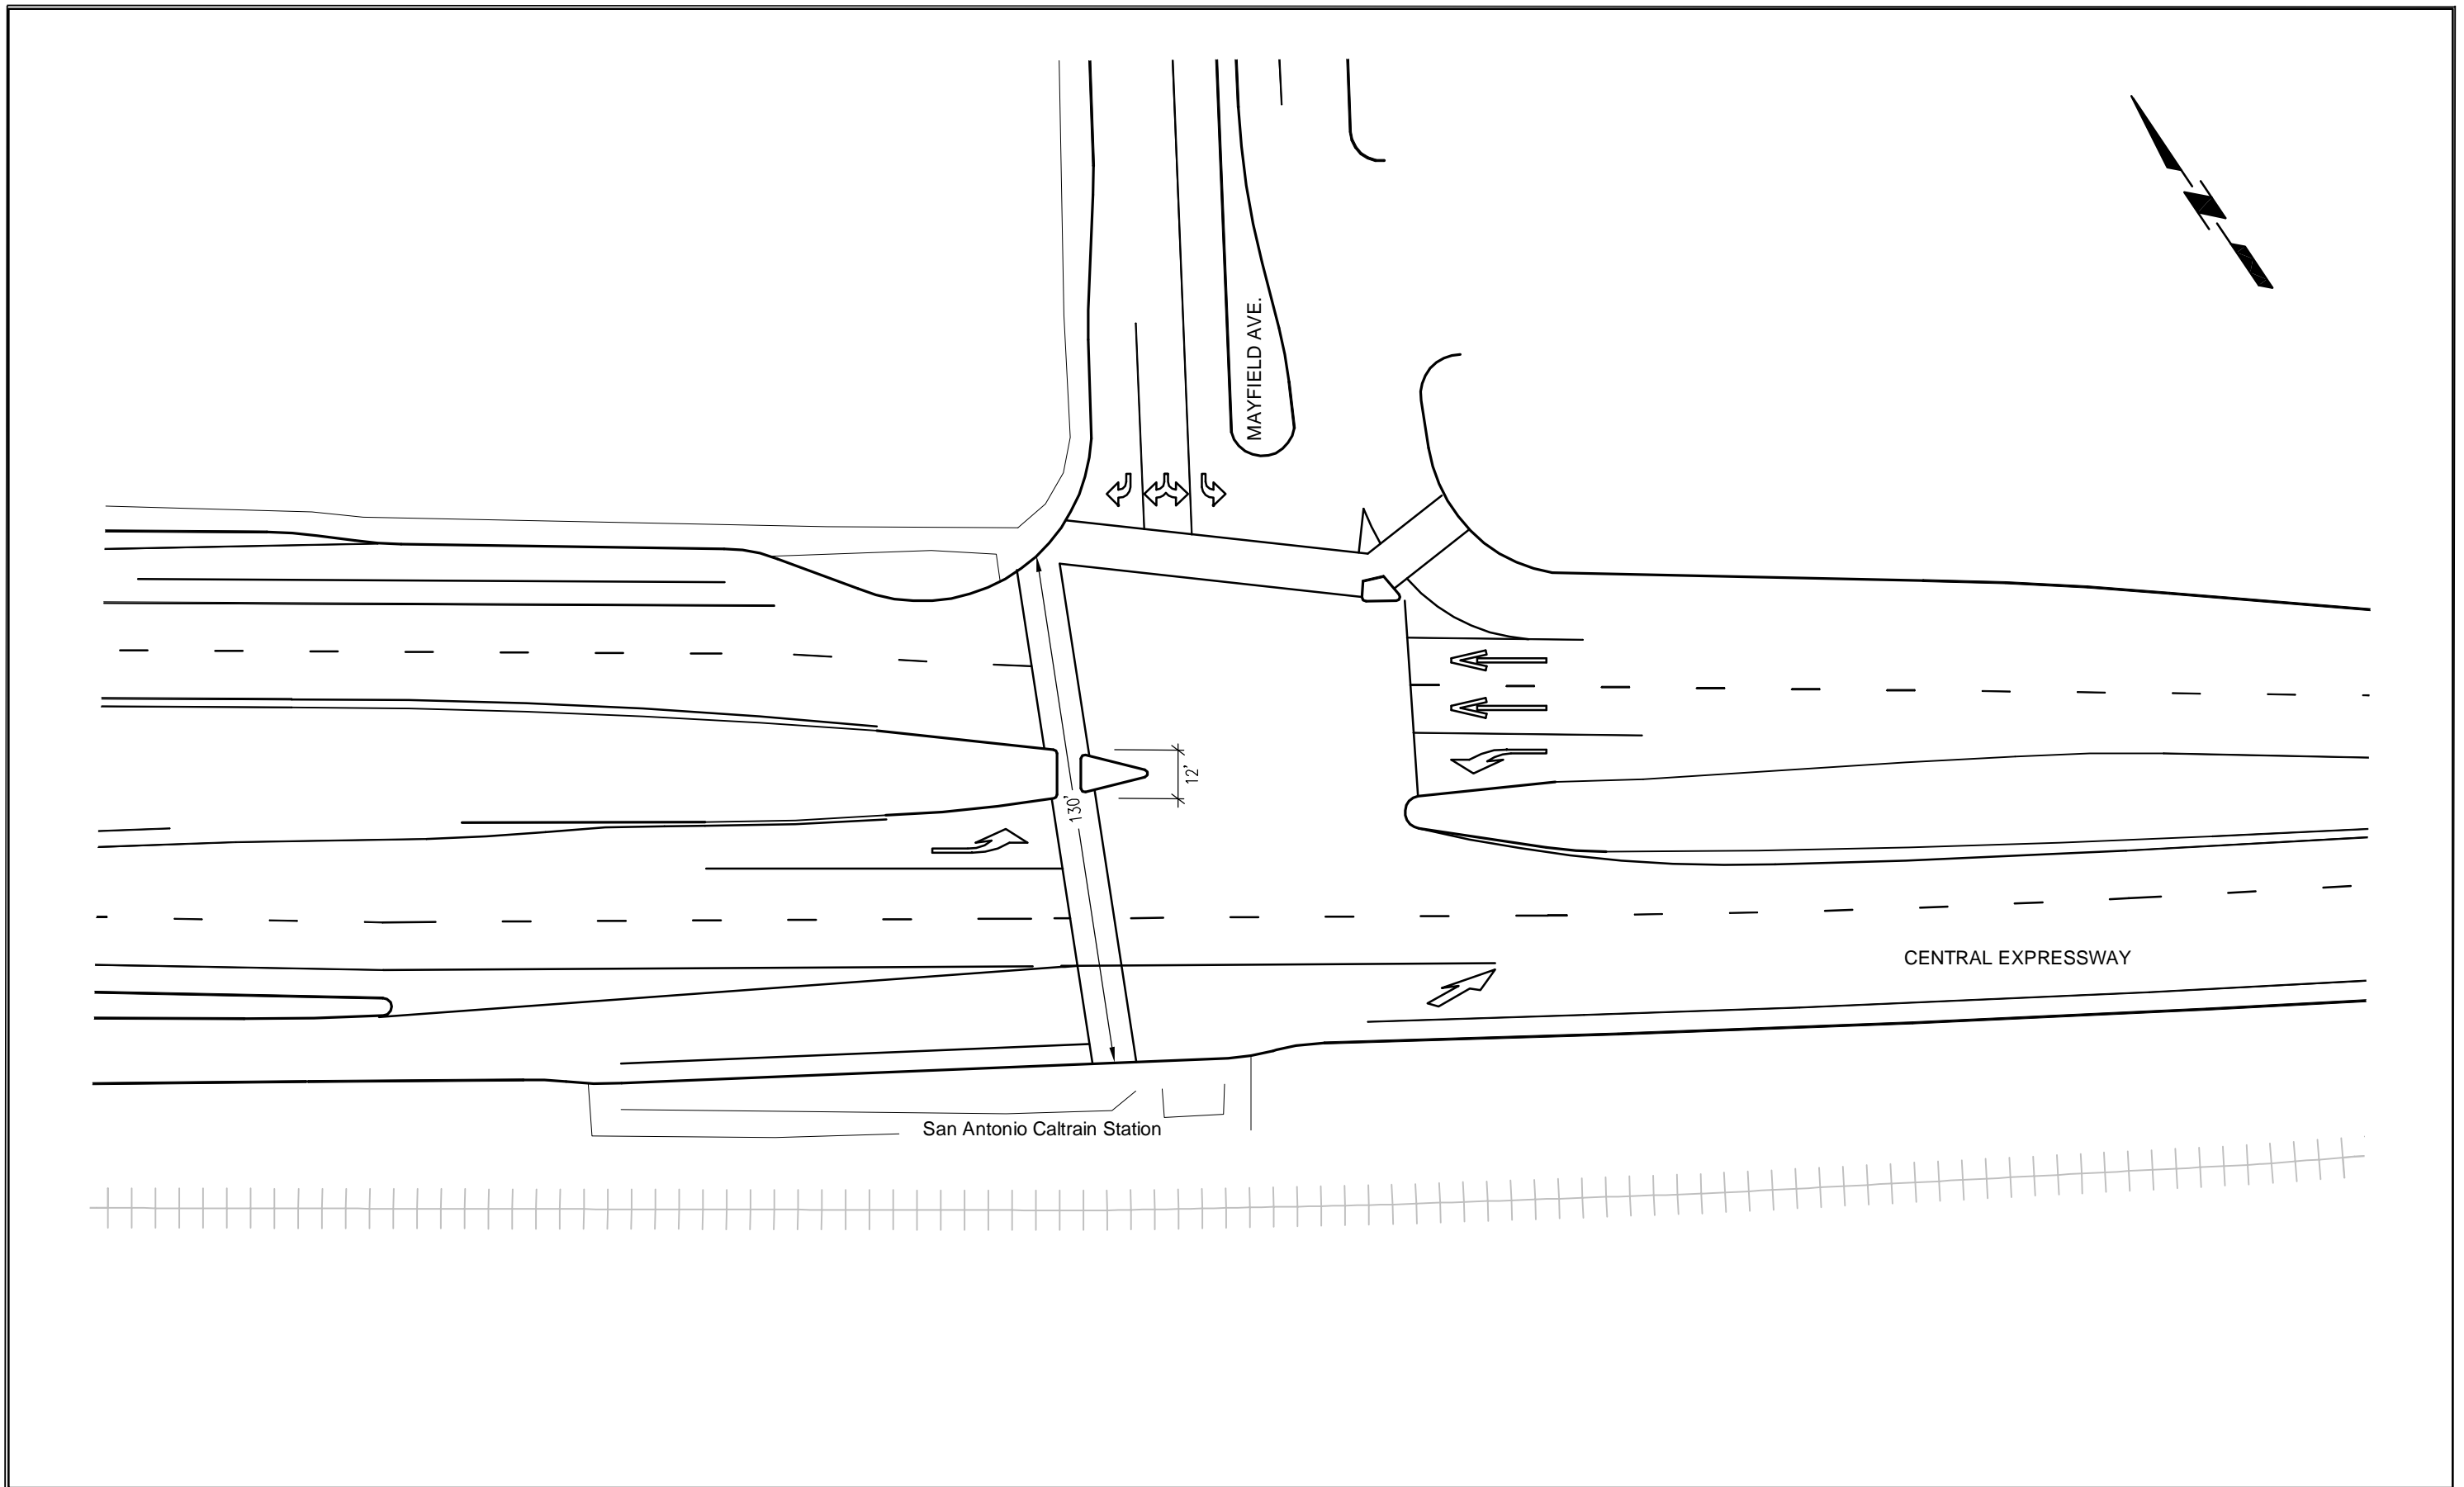 MAYFIELD AVE.
12'
130'
CENTRAL EXPRESSWAY
San Antonio Caltrain Station